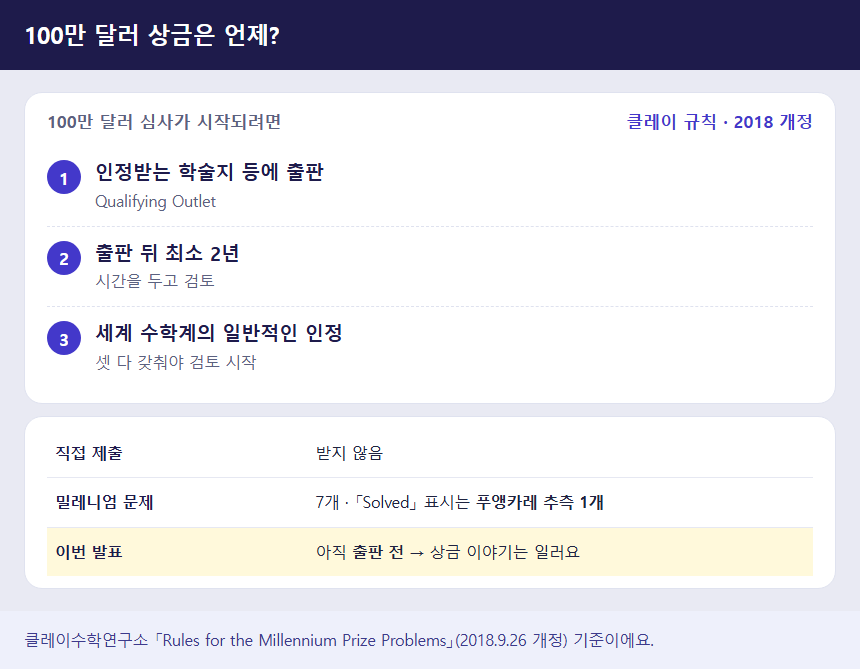 100만 달러 상금은 언제?
100만 달러 심사가 시작되려면
클레이 규칙 · 2018 개정
1
인정받는 학술지 등에 출판
Qualifying Outlet
2
출판 뒤 최소 2년
시간을 두고 검토
3
세계 수학계의 일반적인 인정
셋 다 갖춰야 검토 시작
직접 제출 받지 않음
밀레니엄 문제 7개 · 「Solved」 표시는 푸앵카레 추측 1개
이번 발표 아직 출판 전 → 상금 이야기는 일러요
클레이수학연구소 「Rules for the Millennium Prize Problems」(2018.9.26 개정) 기준이에요.